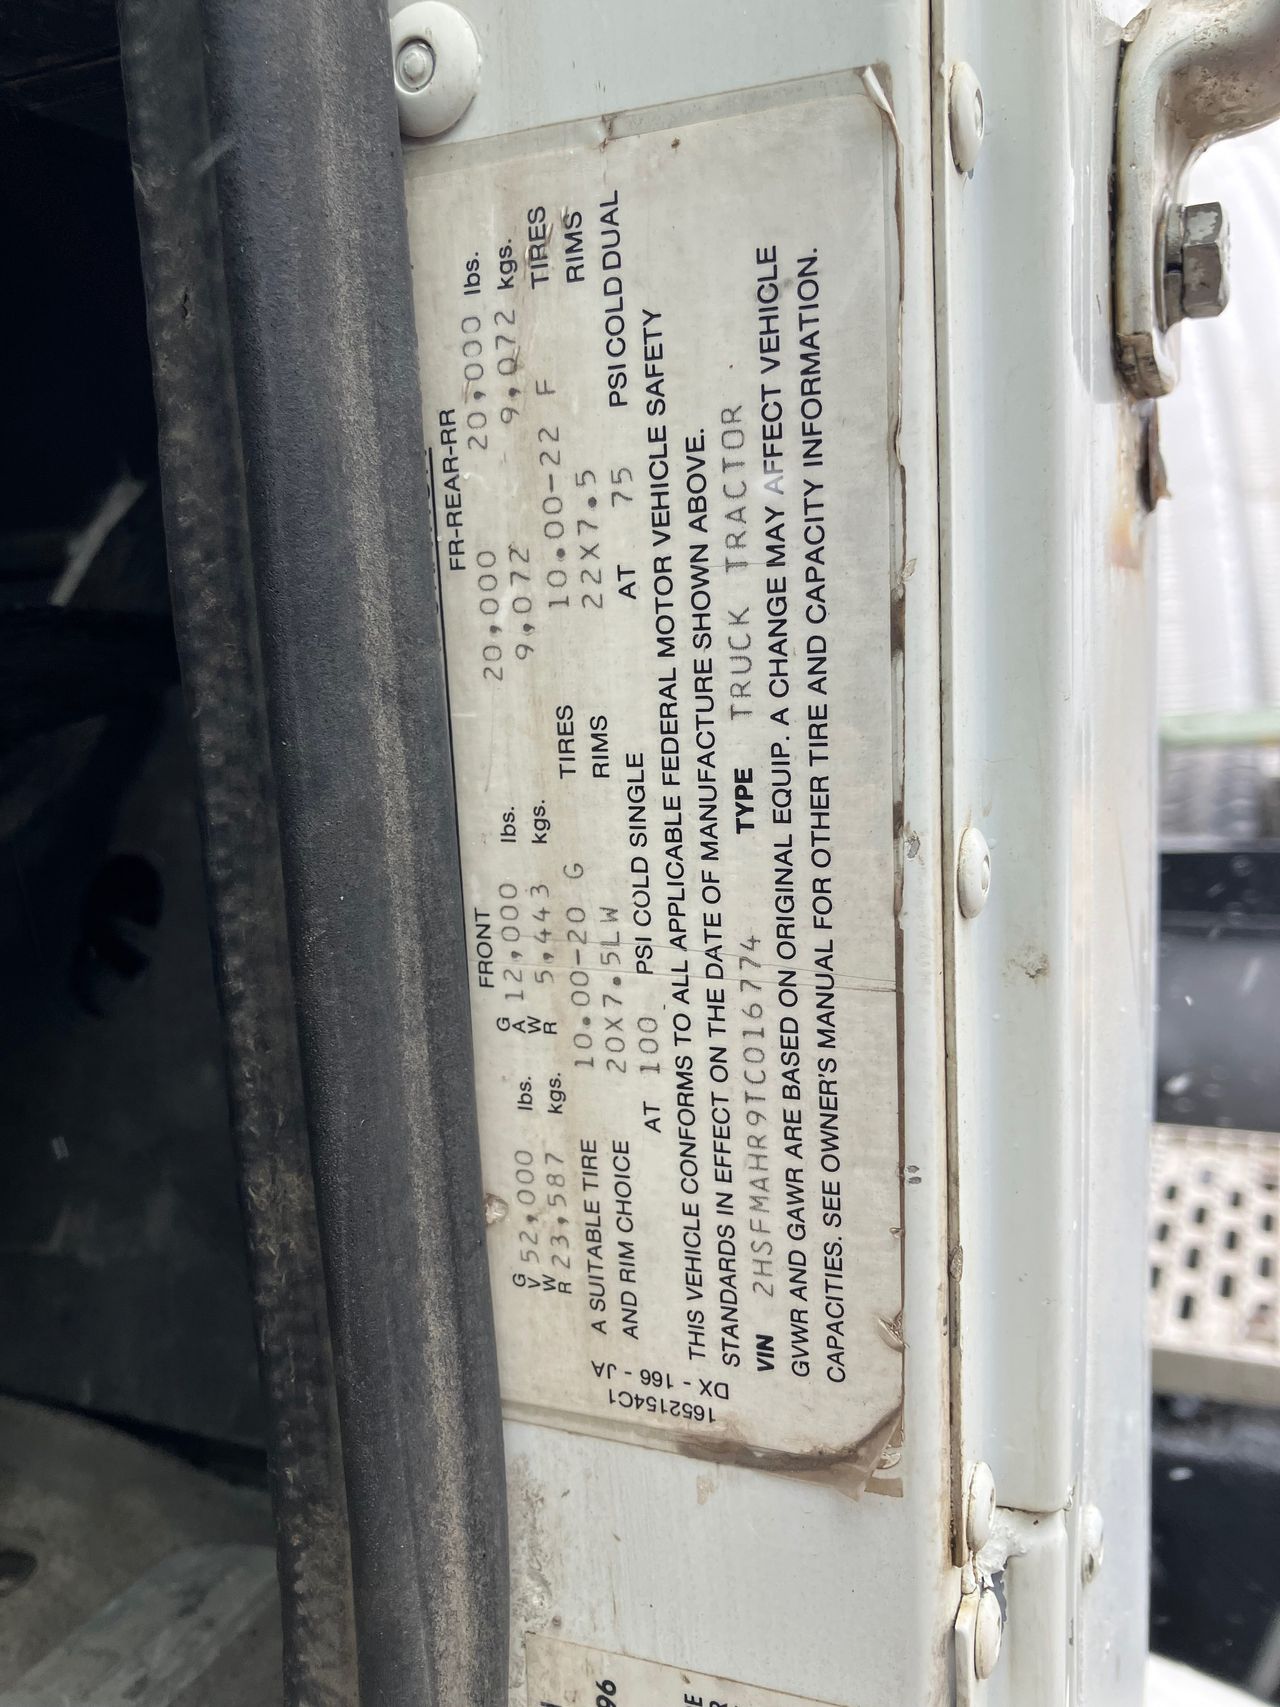 FRONT FR-REAR-RR
GVWR 52,000 lbs. GAWR 12,000 lbs. 20,000 20,000 lbs.
23,587 kgs. 5,443 kgs. 9,072 9,072 kgs.
A SUITABLE TIRE 10.00-20 G TIRES 10.00-22 F TIRES
AND RIM CHOICE 20X7.5LW RIMS 22X7.5 RIMS
AT 100 PSI COLD SINGLE AT 75 PSI COLD DUAL
THIS VEHICLE CONFORMS TO ALL APPLICABLE FEDERAL MOTOR VEHICLE SAFETY
STANDARDS IN EFFECT ON THE DATE OF MANUFACTURE SHOWN ABOVE.
VIN 2HSFMAHR9TC016774 TYPE TRUCK TRACTOR
GVWR AND GAWR ARE BASED ON ORIGINAL EQUIP. A CHANGE MAY AFFECT VEHICLE
CAPACITIES. SEE OWNER'S MANUAL FOR OTHER TIRE AND CAPACITY INFORMATION.
1652154C1
DX - 166 - JA
96